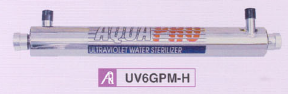 AQUAPRO
ULTRAVIOLET WATER STERILIZER
UV6GPM-H